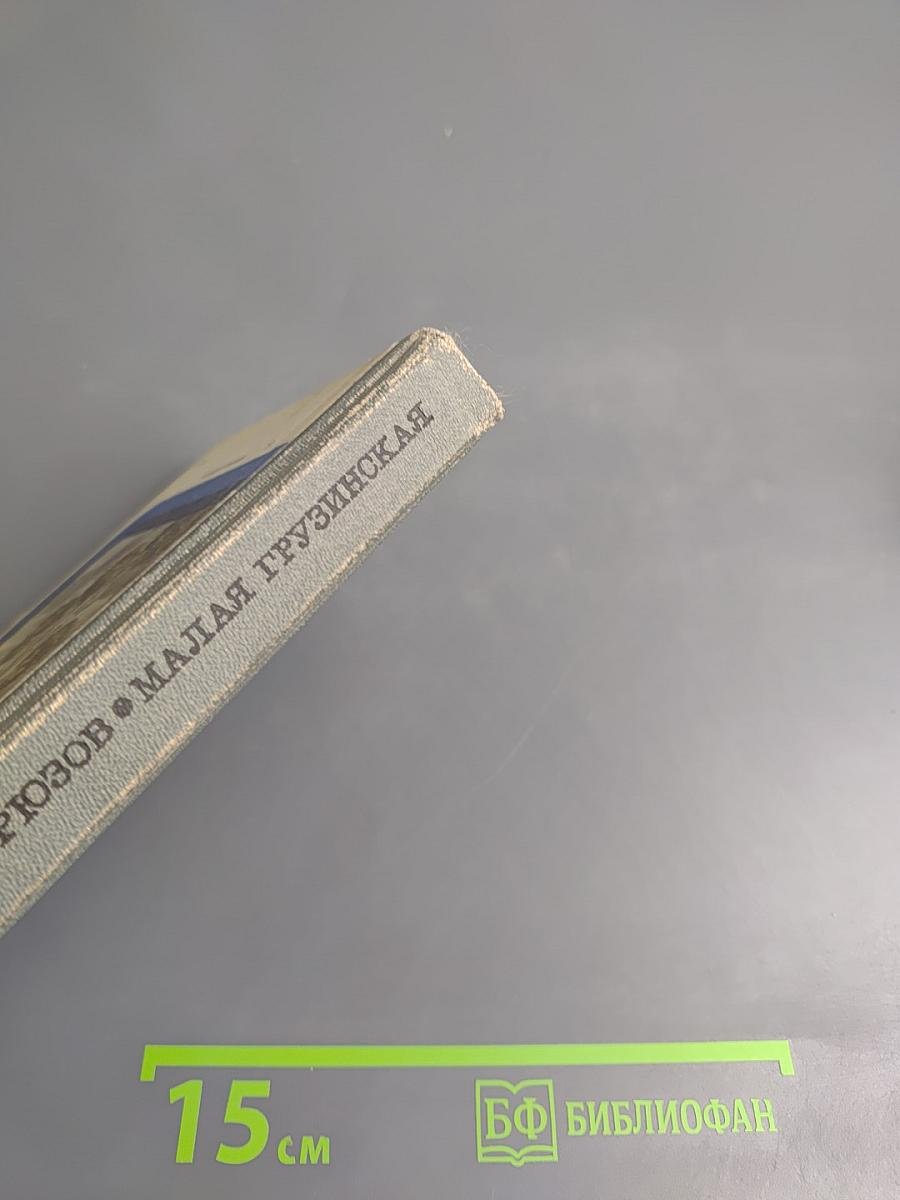 РЮЗОВ • МАЛАЯ ГРУЗИНСКАЯ
15 см
БФ БИБЛИОФАН